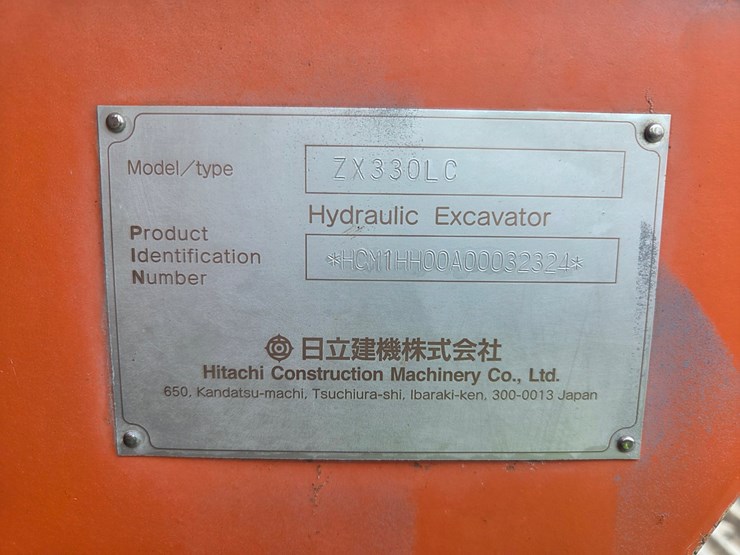 Model/type
ZX330LC
Hydraulic Excavator
Product
Identification
Number
*HCM1HH00A00032324*
日立建機株式会社
Hitachi Construction Machinery Co., Ltd.
650, Kandatsu-machi, Tsuchiura-shi, Ibaraki-ken, 300-0013 Japan